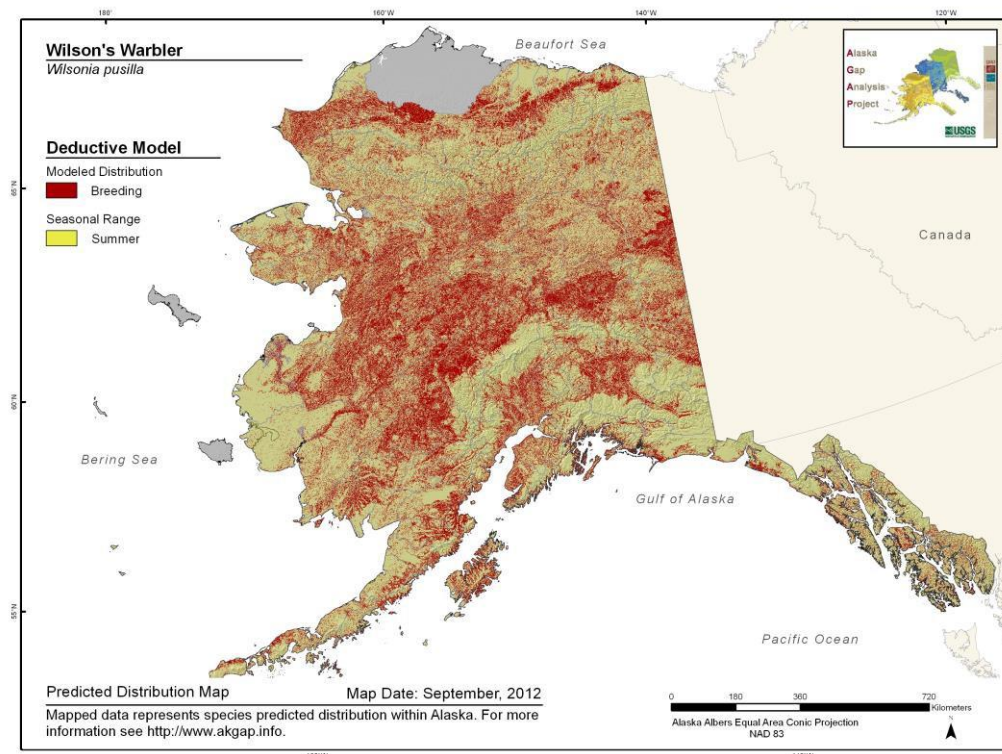 180°
160°W
140°W
120°W
Wilson's Warbler
Wilsonia pusilla
Beaufort Sea
Alaska
Gap
Analysis
Project
USGS
Deductive Model
Modeled Distribution
Breeding
Seasonal Range
Summer
65°N
Canada
60°N
Bering Sea
Gulf of Alaska
55°N
Pacific Ocean
Predicted Distribution Map
Map Date: September, 2012
Mapped data represents species predicted distribution within Alaska. For more
information see http://www.akgap.info.
0 180 360 720
Kilometers
Alaska Albers Equal Area Conic Projection
NAD 83
N